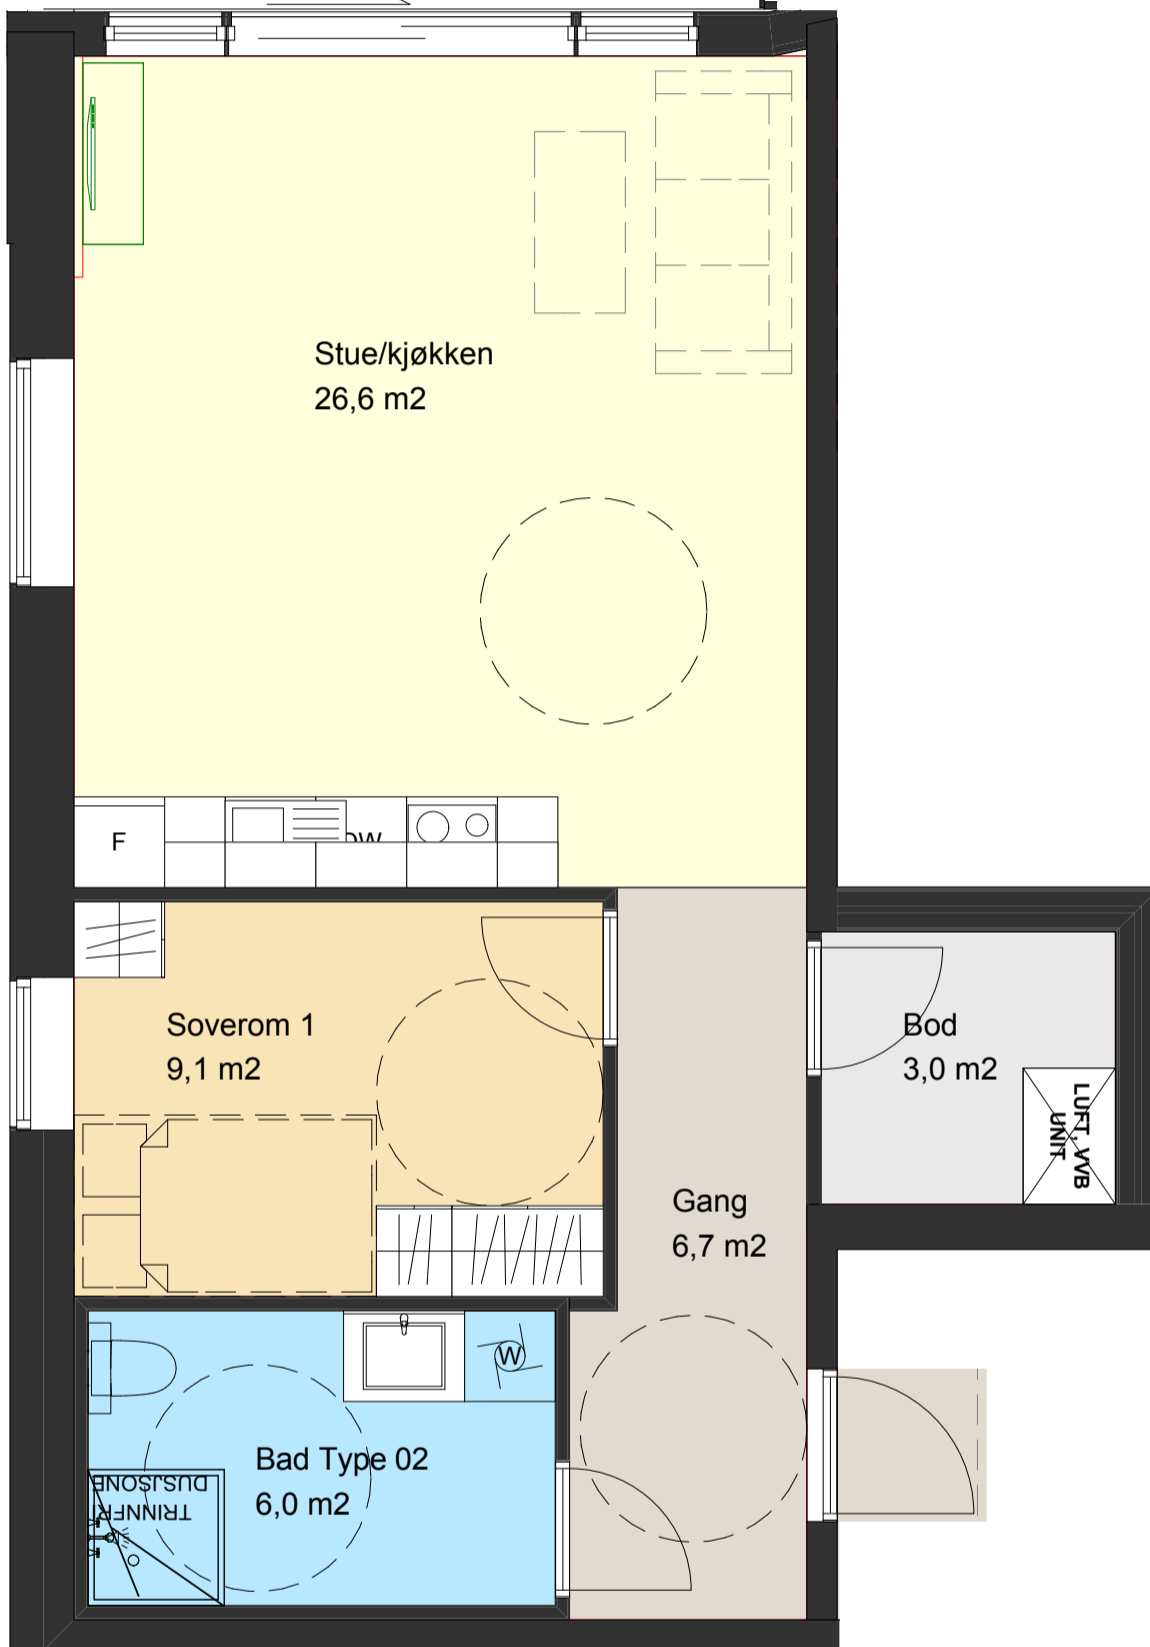 Stue/kjøkken
26,6 m2
F
DW
Soverom 1
9,1 m2
Bod
3,0 m2
LUFT, VVB
UNIT
Gang
6,7 m2
W
Bad Type 02
6,0 m2
TRINNFRI
DUSJSONE